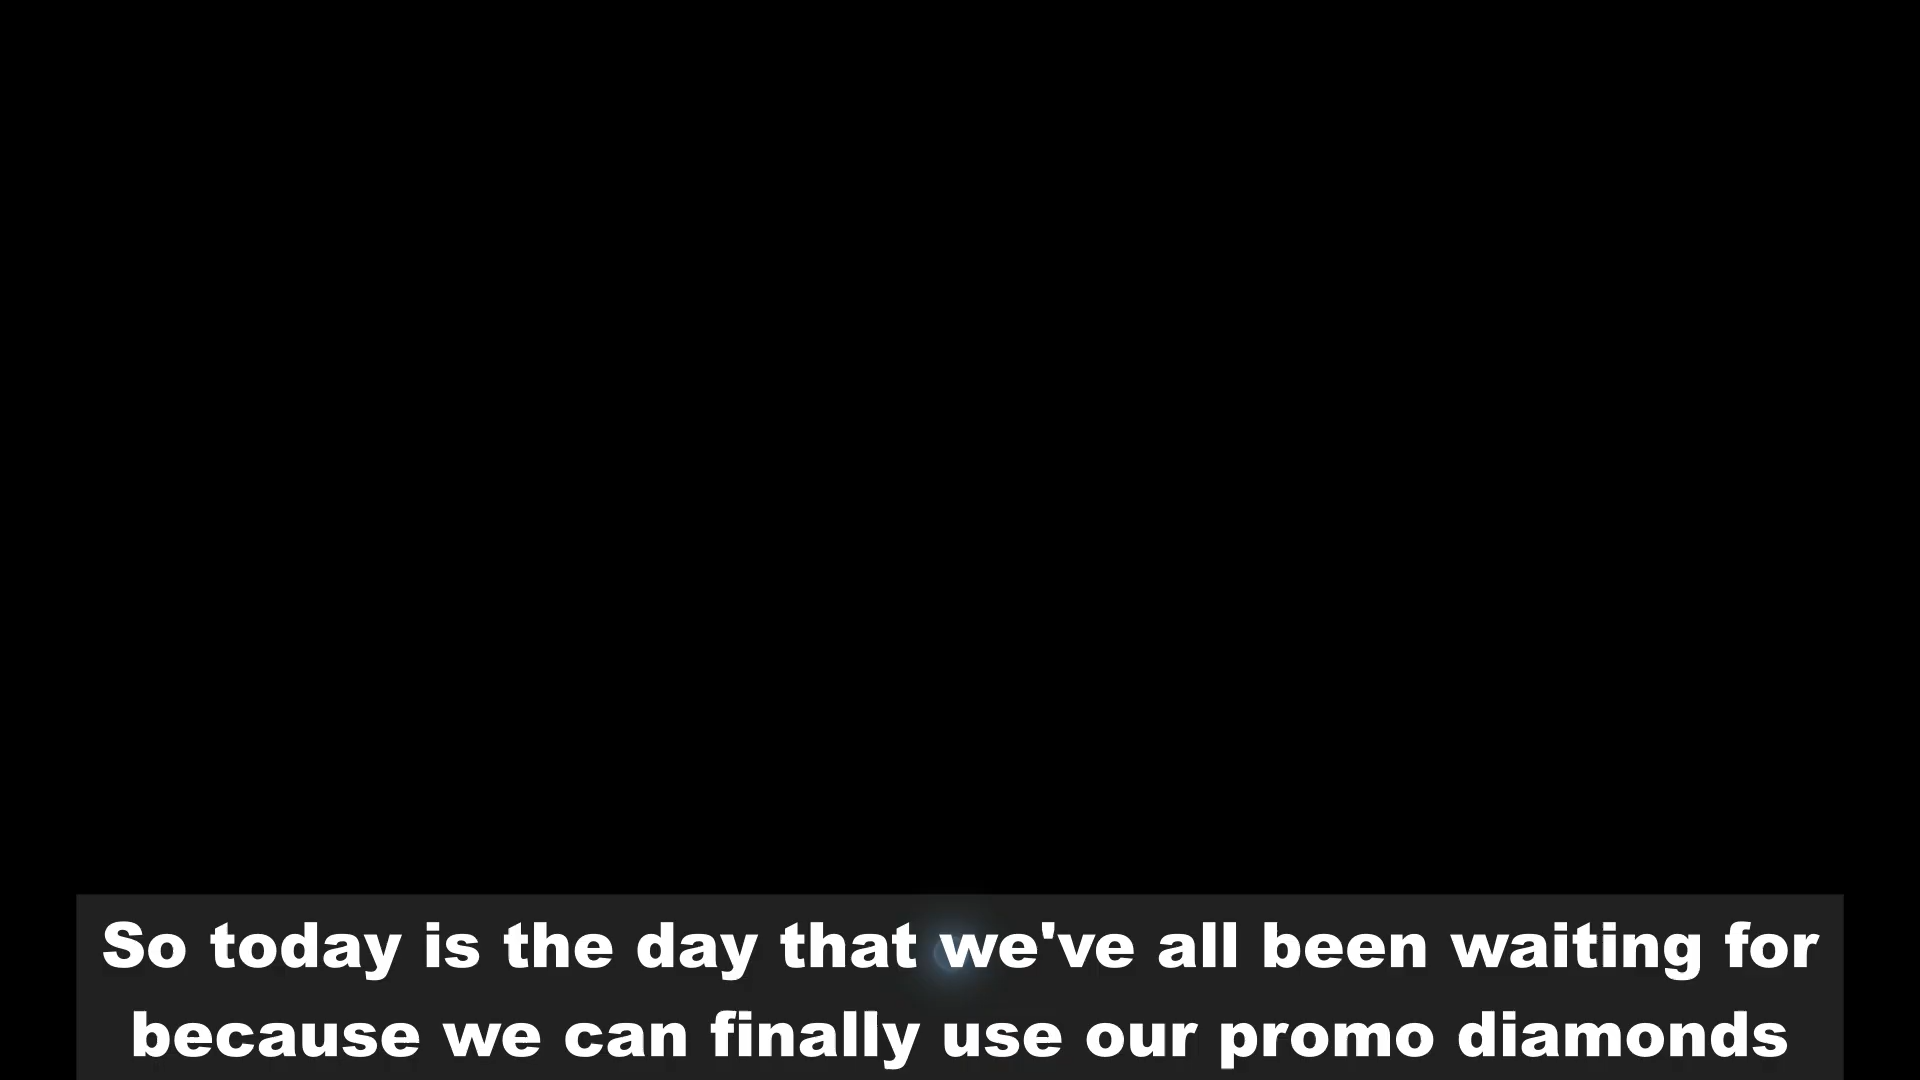 So today is the day that we've all been waiting for
because we can finally use our promo diamonds